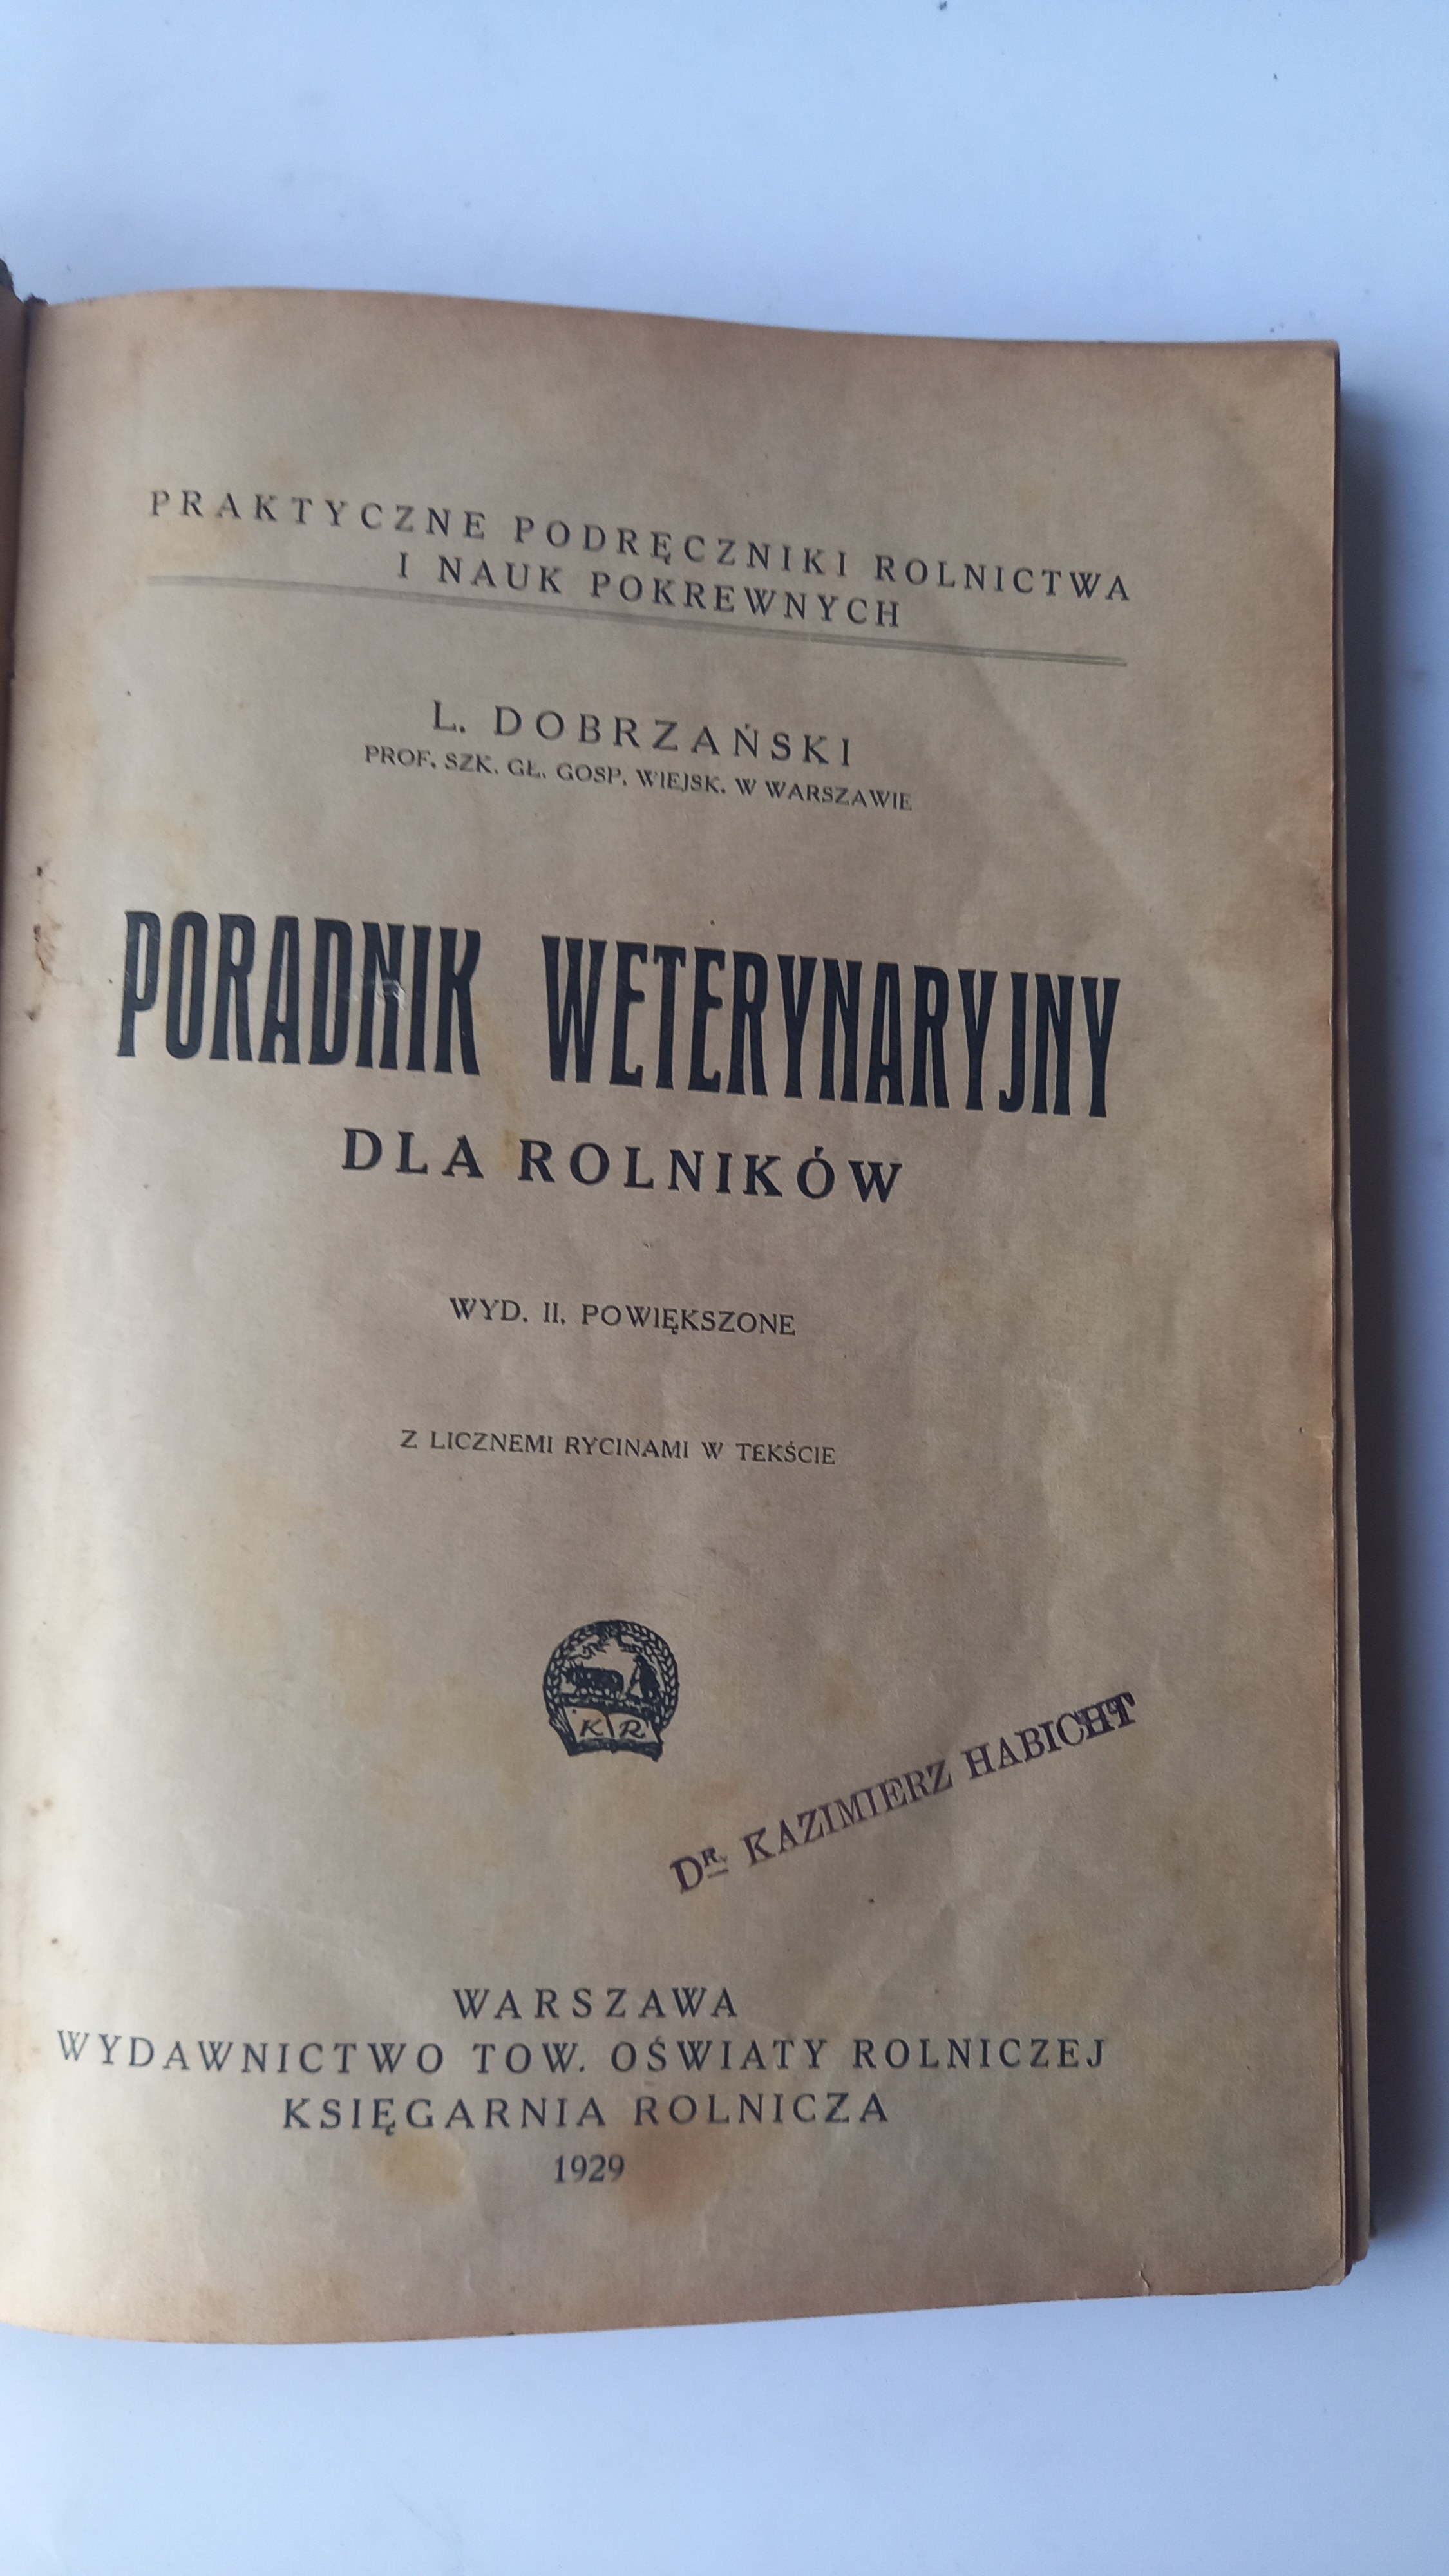 PRAKTYCZNE PODRĘCZNIKI ROLNICTWA
I NAUK POKREWNYCH
L. DOBRZAŃSKI
PROF. SZK. GŁ. GOSP. WIEJSK. W WARSZAWIE
PORADNIK WETERYNARYJNY
DLA ROLNIKÓW
WYD. II. POWIĘKSZONE
Z LICZNEMI RYCINAMI W TEKŚCIE
K R
DR. KAZIMIERZ HABICHT
WARSZAWA
WYDAWNICTWO TOW. OŚWIATY ROLNICZEJ
KSIĘGARNIA ROLNICZA
1929